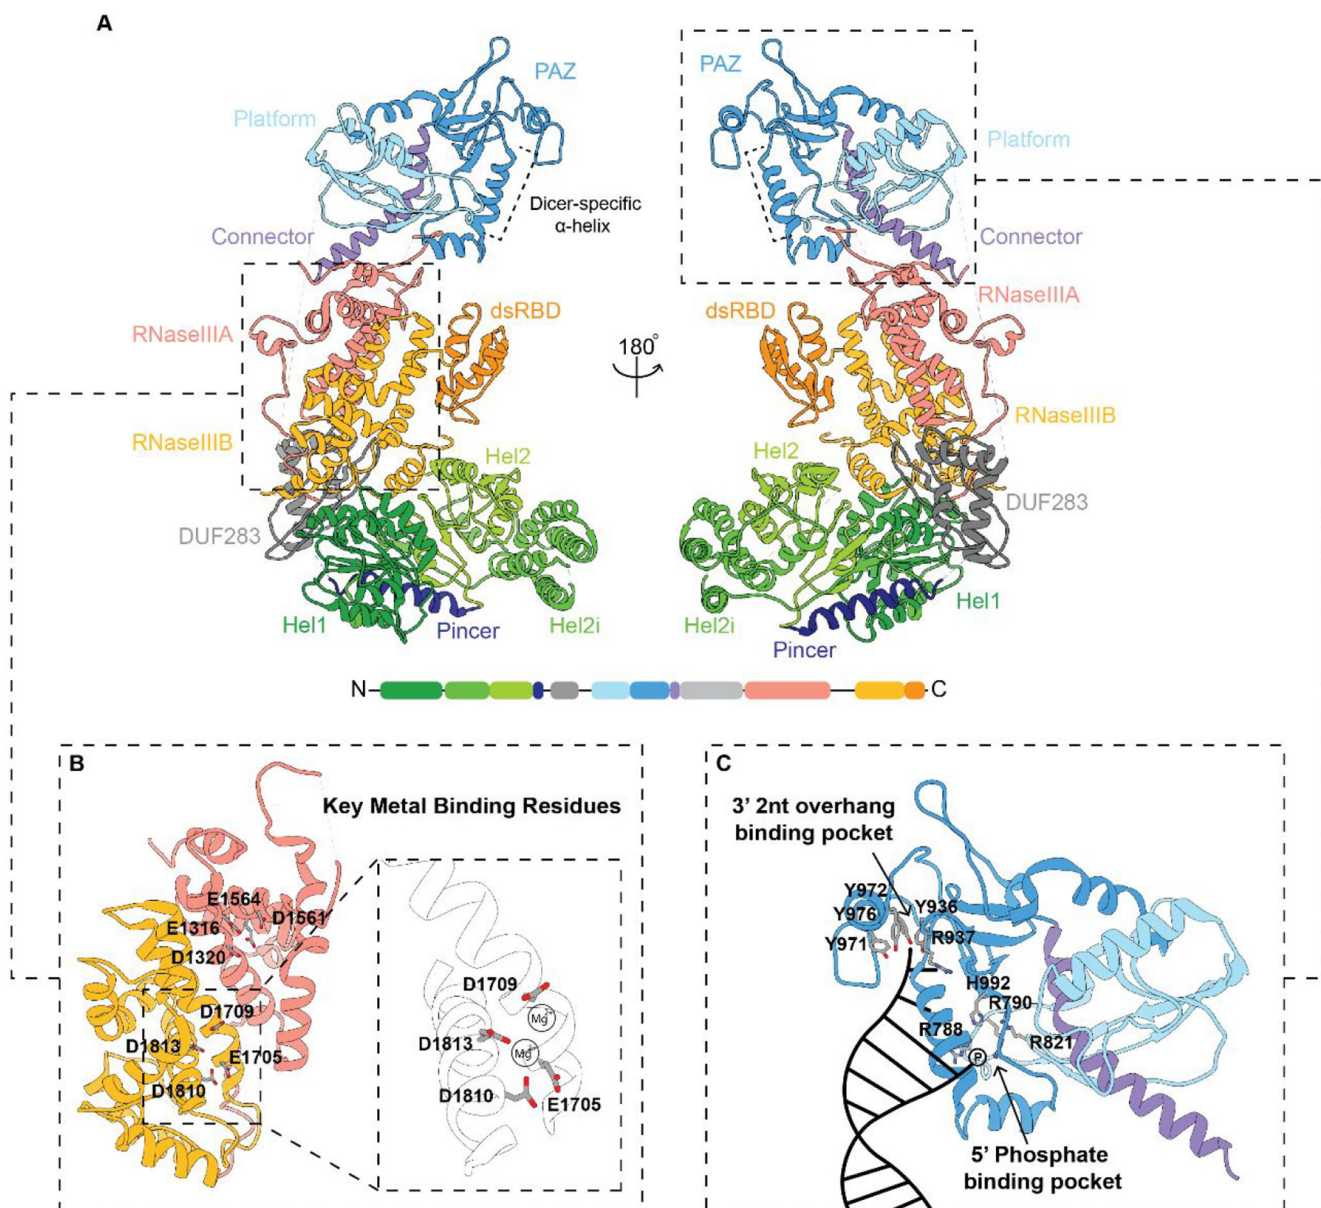 A
PAZ
Platform
Dicer-specific
α-helix
Connector
RNaseIIIA
dsRBD
RNaseIIIB
Hel2
DUF283
Hel1
Pincer
Hel2i
180°
PAZ
Platform
Connector
RNaseIIIA
dsRBD
RNaseIIIB
Hel2
DUF283
Hel1
Hel2i
Pincer
N
C
B
Key Metal Binding Residues
E1564
E1316
D1561
D1320
D1709
D1813
E1705
D1810
D1709
Mg2+
D1813
Mg2+
D1810
E1705
C
3’ 2nt overhang
binding pocket
Y972
Y976
Y936
Y971
R937
H992
R790
R788
R821
P
5’ Phosphate
binding pocket